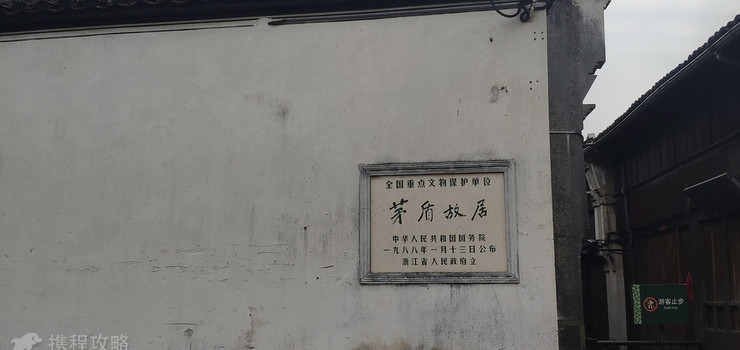 全国重点文物保护单位
茅盾故居
中华人民共和国国务院
一九八八年一月十三日公布
浙江省人民政府立
游客止步
Staff Only
携程攻略